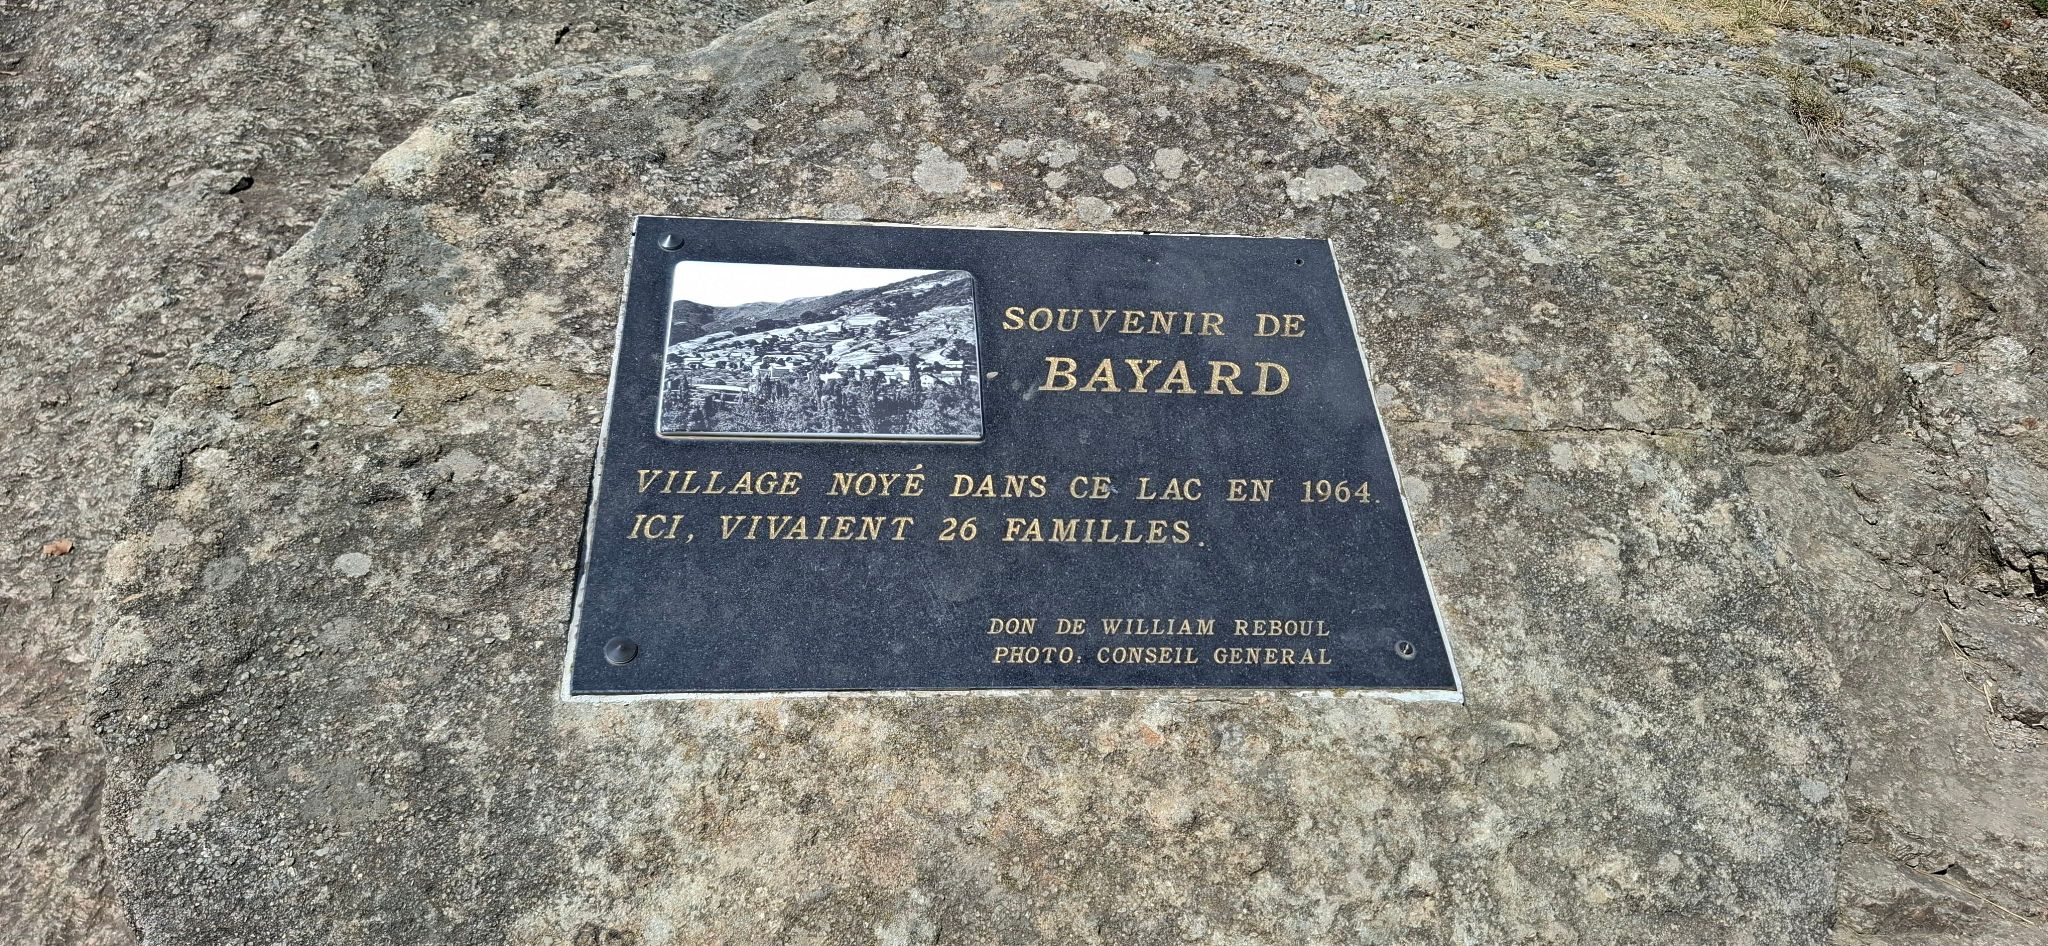 SOUVENIR DE
BAYARD
VILLAGE NOYÉ DANS CE LAC EN 1964.
ICI, VIVAIENT 26 FAMILLES.
DON DE WILLIAM REBOUL
PHOTO: CONSEIL GENERAL